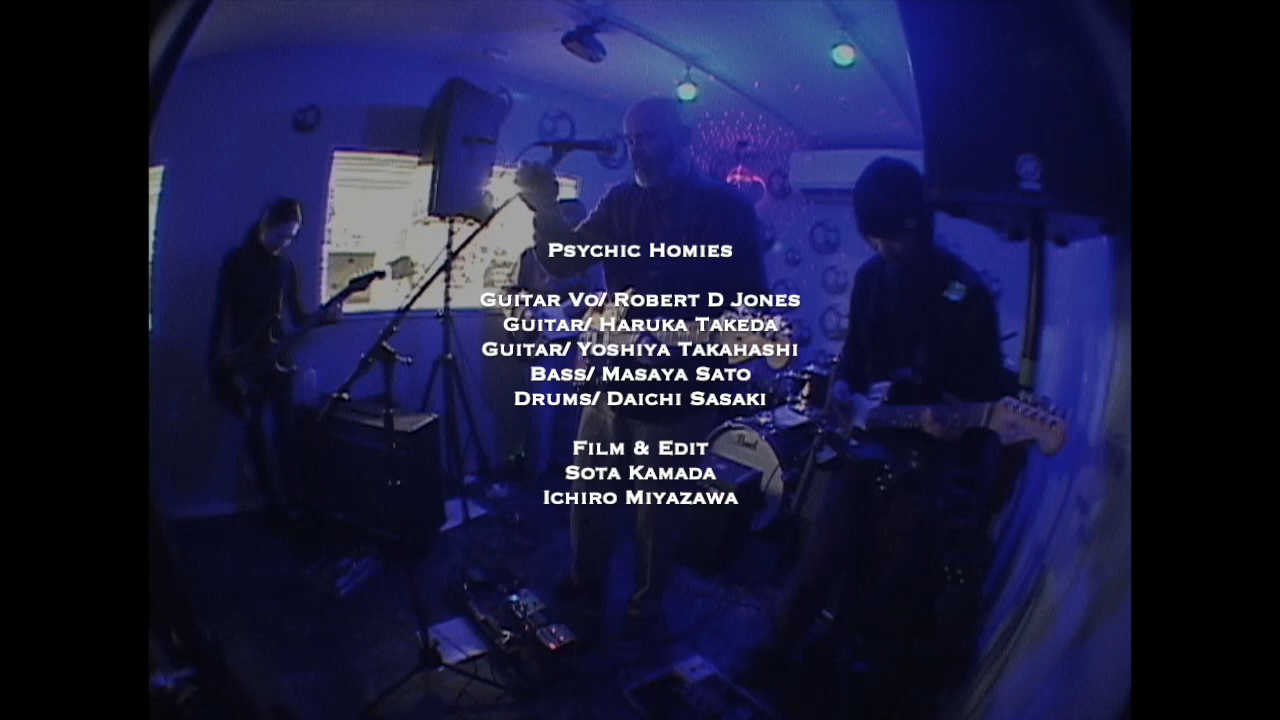 Psychic Homies
Guitar Vo/ Robert D Jones
Guitar/ Haruka Takeda
Guitar/ Yoshiya Takahashi
Bass/ Masaya Sato
Drums/ Daichi Sasaki
Film & Edit
Sota Kamada
Ichiro Miyazawa
Pearl